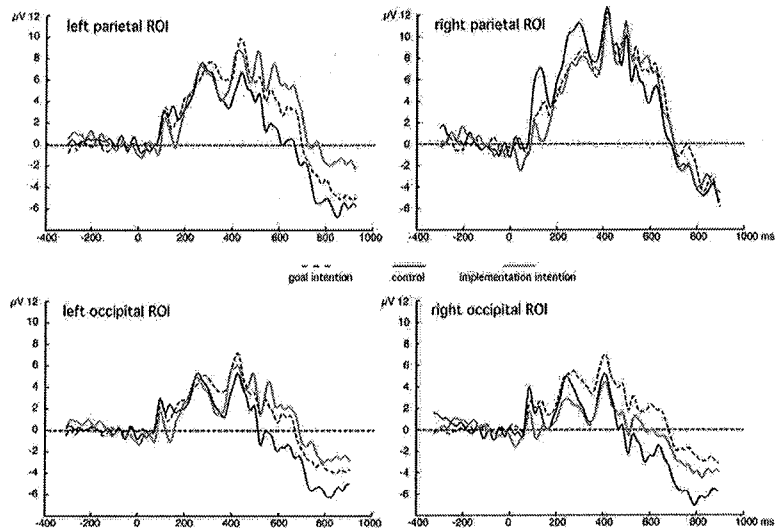 μV 12
left parietal ROI
10
8
6
4
2
0
-2
-4
-6
-400 -200 0 200 400 600 800 1000
μV 12
right parietal ROI
10
8
6
4
2
0
-2
-4
-6
-400 -200 0 200 400 600 800 1000 ms
goal intention control implementation intention
μV 12
left occipital ROI
10
8
6
4
2
0
-2
-4
-6
-400 -200 0 200 400 600 800 1000
μV 12
right occipital ROI
10
8
6
4
2
0
-2
-4
-6
-400 -200 0 200 400 600 800 1000 ms